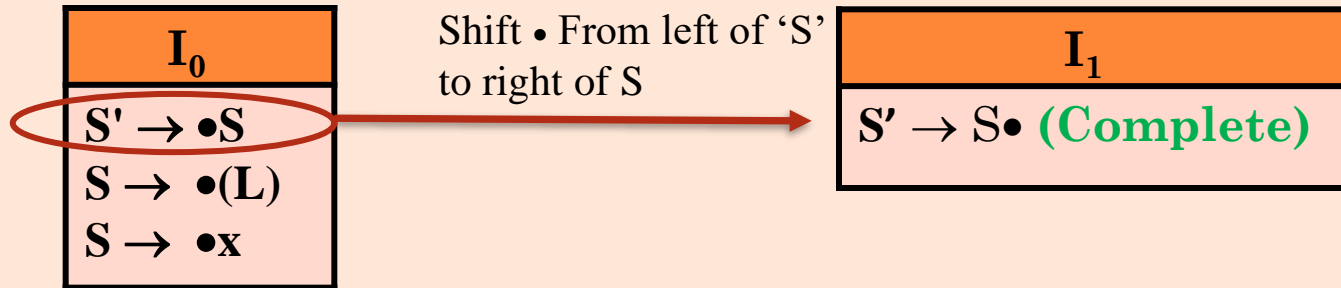 I₀
S' → •S
S → •(L)
S → •x
Shift • From left of ‘S’
to right of S
I₁
S’ → S• (Complete)